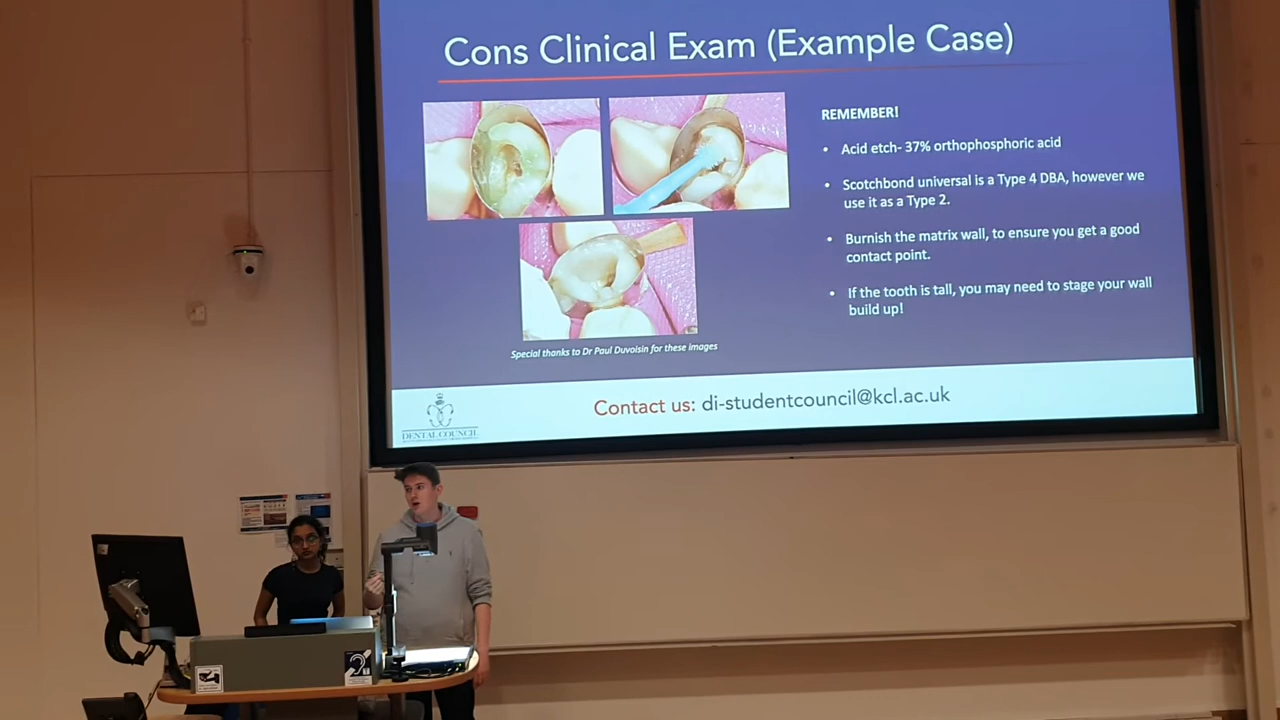 Cons Clinical Exam (Example Case)
REMEMBER!
• Acid etch- 37% orthophosphoric acid
• Scotchbond universal is a Type 4 DBA, however we
use it as a Type 2.
• Burnish the matrix wall, to ensure you get a good
contact point.
• If the tooth is tall, you may need to stage your wall
build up!
Special thanks to Dr Paul Duvoisin for these images
DENTAL COUNCIL
Contact us: di-studentcouncil@kcl.ac.uk